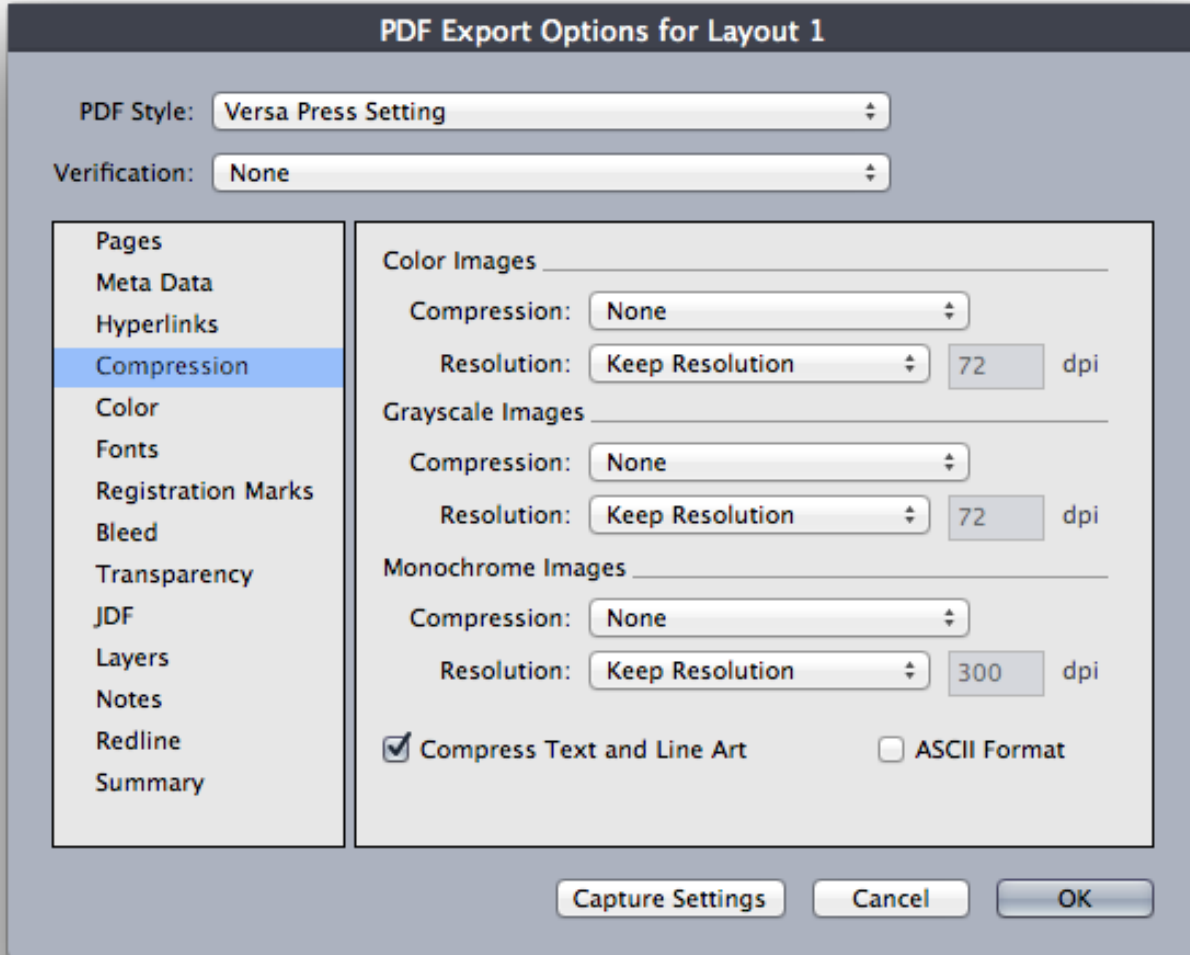 PDF Export Options for Layout 1
PDF Style: Versa Press Setting
Verification: None
Pages
Meta Data
Hyperlinks
Compression
Color
Fonts
Registration Marks
Bleed
Transparency
JDF
Layers
Notes
Redline
Summary
Color Images
Compression: None
Resolution: Keep Resolution 72 dpi
Grayscale Images
Compression: None
Resolution: Keep Resolution 72 dpi
Monochrome Images
Compression: None
Resolution: Keep Resolution 300 dpi
Compress Text and Line Art ASCII Format
Capture Settings Cancel OK